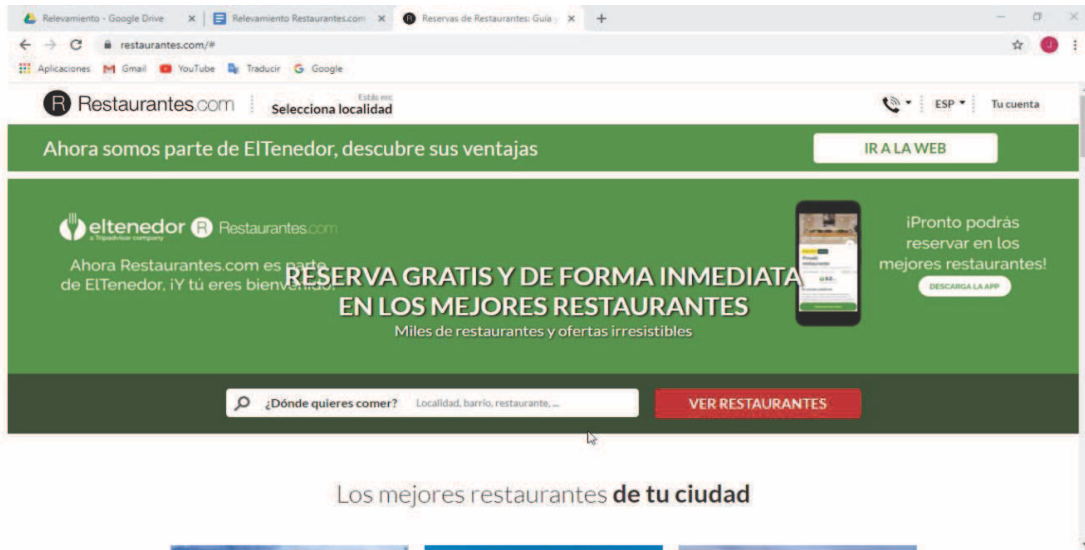 Relevamiento - Google Drive
Relevamiento Restaurantes.com
Reservas de Restaurantes: Guía
restaurantes.com/#
Aplicaciones
Gmail
YouTube
Traducir
Google
Restaurantes.com
Estás en:
Selecciona localidad
ESP
Tu cuenta
Ahora somos parte de ElTenedor, descubre sus ventajas
IR A LA WEB
eltenedor
a Tripadvisor company
R Restaurantes.com
Ahora Restaurantes.com es parte
de ElTenedor, ¡Y tú eres bienvenido!
RESERVA GRATIS Y DE FORMA INMEDIATA
EN LOS MEJORES RESTAURANTES
Miles de restaurantes y ofertas irresistibles
¡Pronto podrás
reservar en los
mejores restaurantes!
DESCARGA LA APP
¿Dónde quieres comer?
Localidad, barrio, restaurante, ...
VER RESTAURANTES
Los mejores restaurantes de tu ciudad